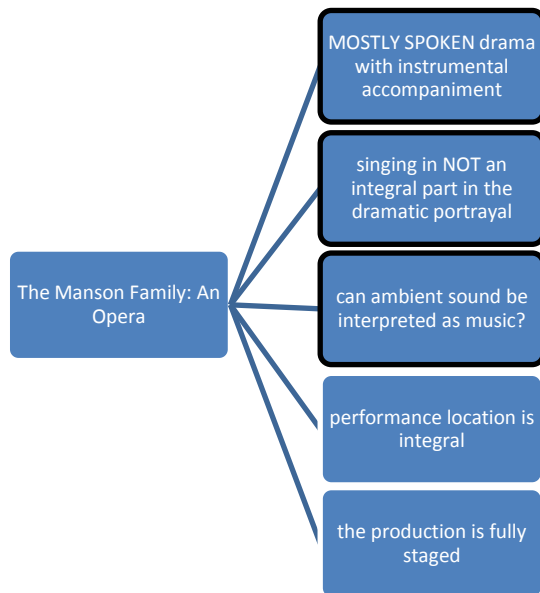 MOSTLY SPOKEN drama
with instrumental
accompaniment
singing in NOT an
integral part in the
dramatic portrayal
The Manson Family: An
Opera
can ambient sound be
interpreted as music?
performance location is
integral
the production is fully
staged